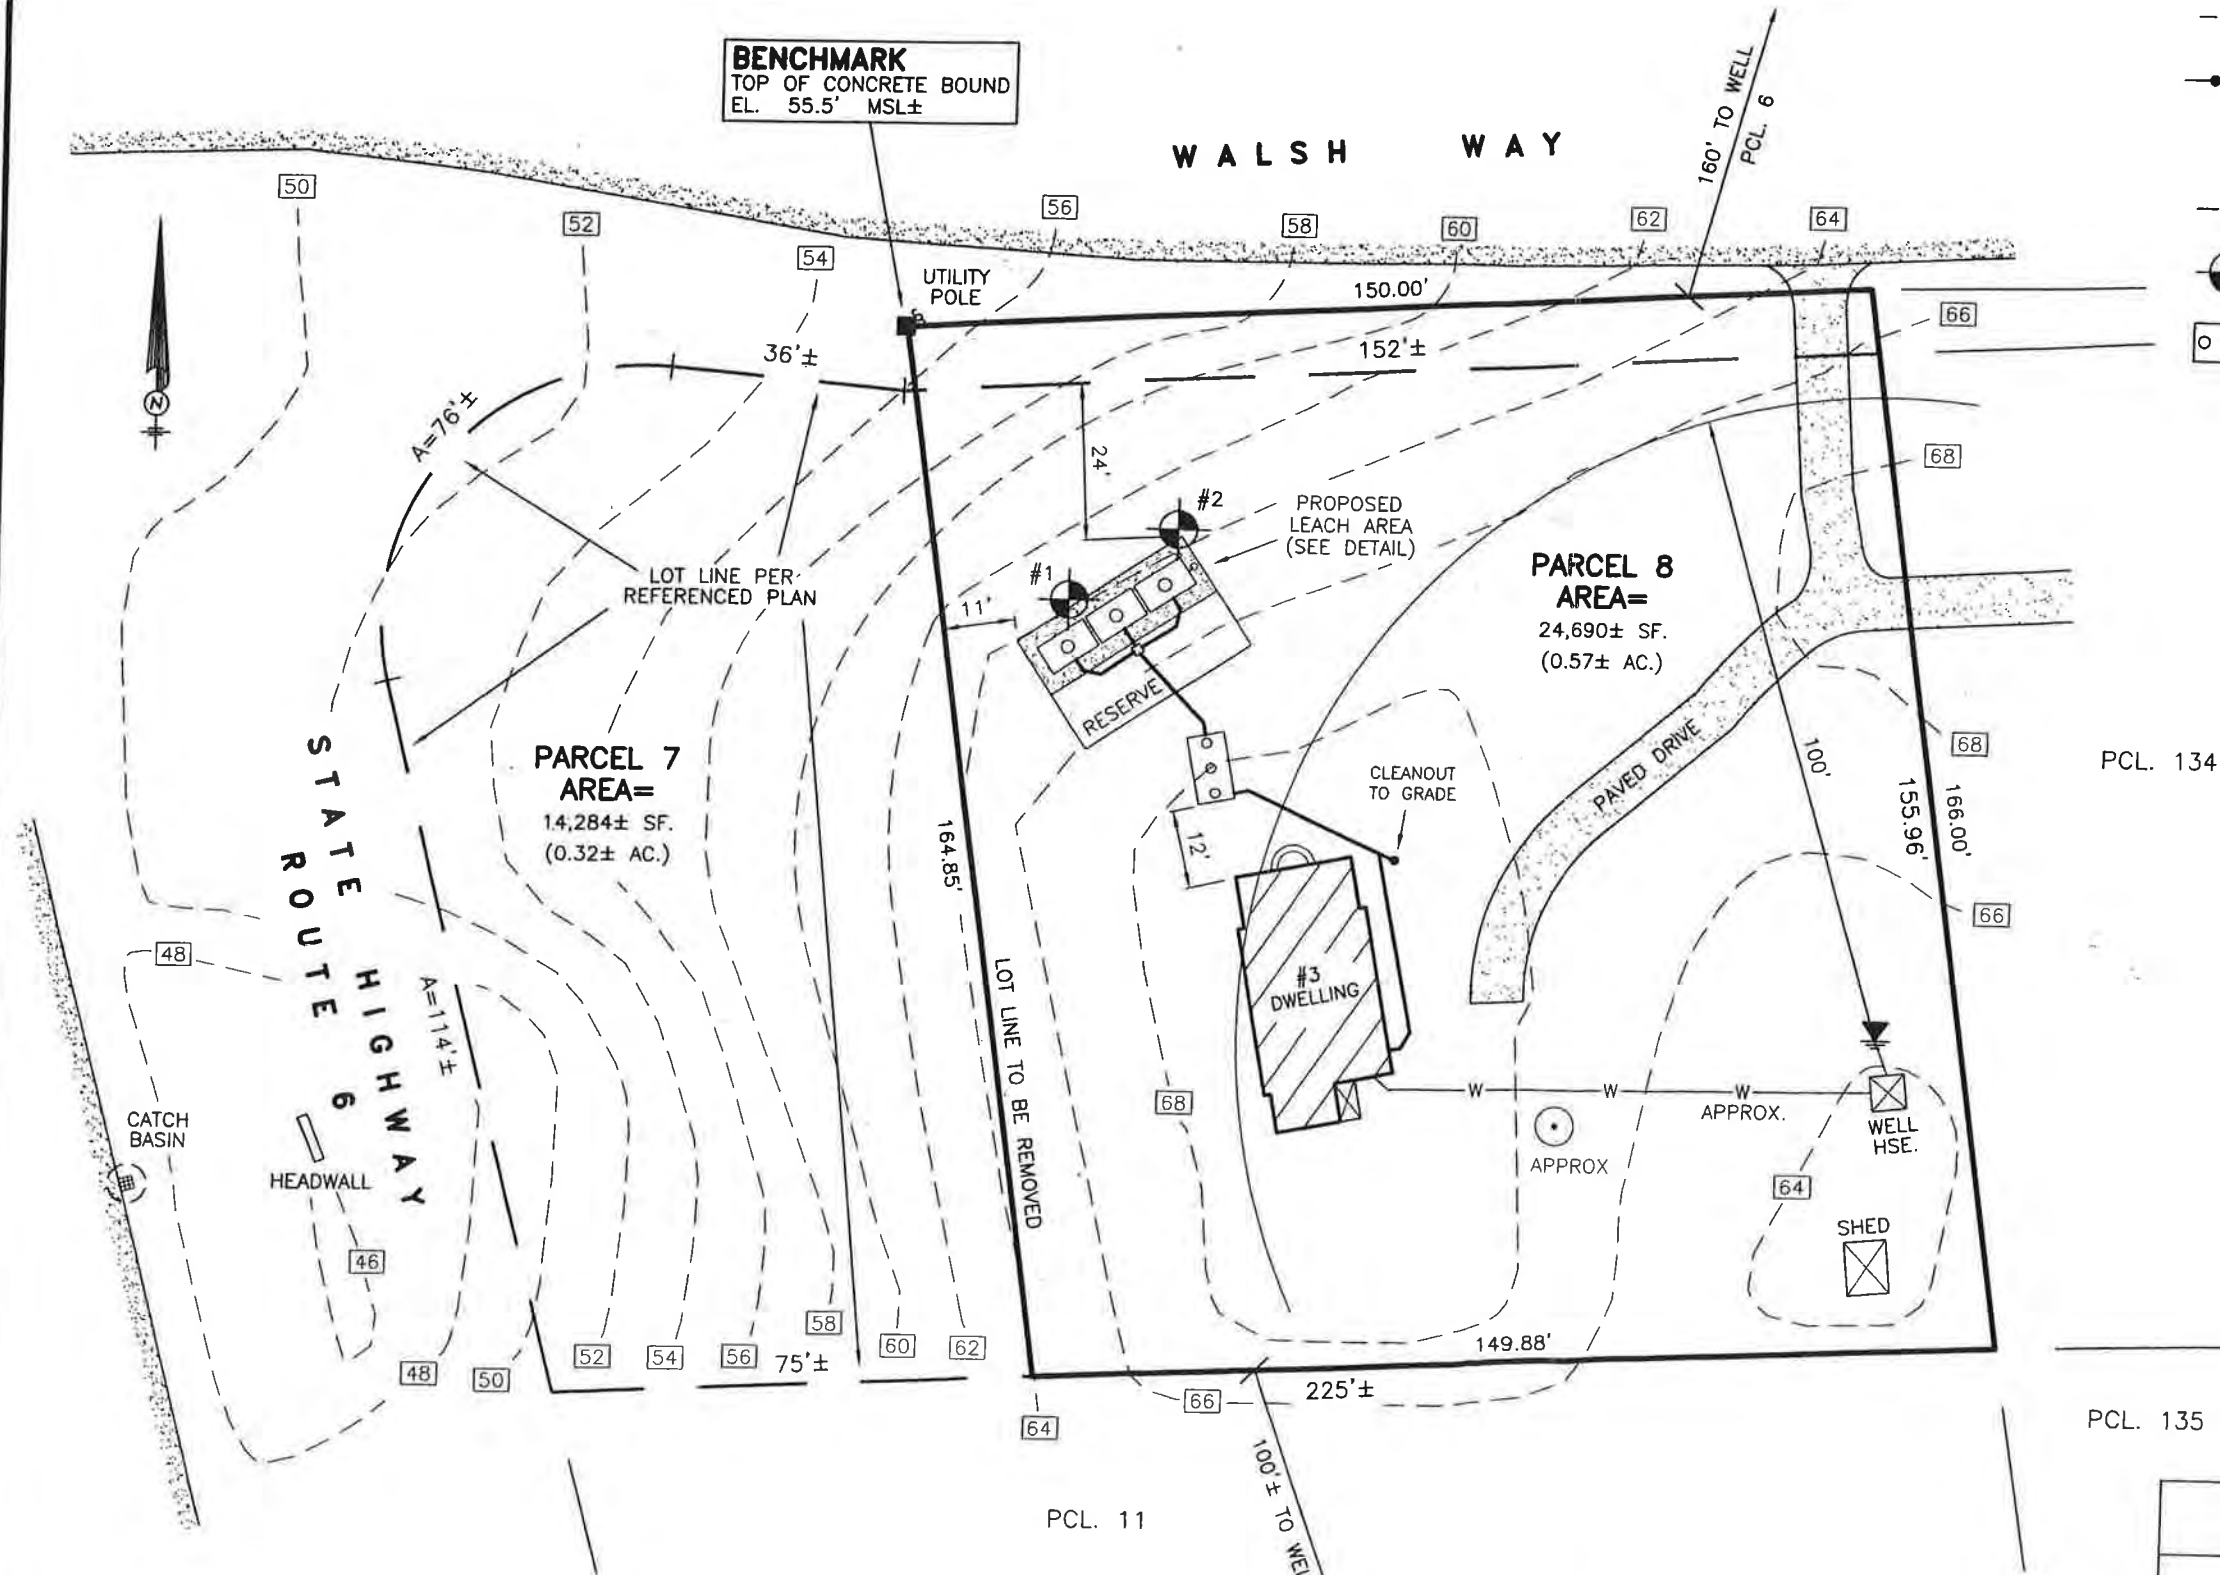 BENCHMARK
TOP OF CONCRETE BOUND
EL. 55.5' MSL±
WALSH WAY
160' TO WELL
PCL. 6
50
52
54
56
58
60
62
64
UTILITY
POLE
150.00'
66
36'±
152'±
N
A=76'±
24'
68
#2
PROPOSED
LEACH AREA
(SEE DETAIL)
#1
11'
LOT LINE PER
REFERENCED PLAN
PARCEL 8
AREA=
24,690± SF.
(0.57± AC.)
RESERVE
PARCEL 7
AREA=
14,284± SF.
(0.32± AC.)
STATE HIGHWAY
ROUTE 6
CLEANOUT
TO GRADE
PAVED DRIVE
100'
68
PCL. 134
155.96'
166.00'
12'
164.85'
66
48
A=114'±
LOT LINE TO BE REMOVED
#3
DWELLING
68
W
W
W
APPROX.
APPROX
WELL
HSE.
CATCH
BASIN
HEADWALL
64
SHED
46
48
50
52
54
56
75'±
58
60
62
149.88'
225'±
66
64
PCL. 135
100'± TO
PCL. 11